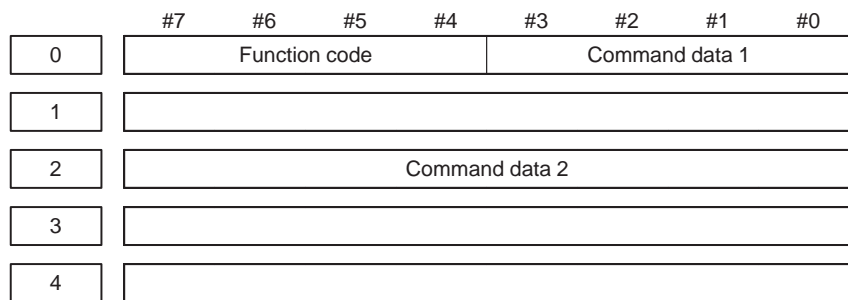 #7 #6 #5 #4 #3 #2 #1 #0
0 Function code Command data 1
1
2 Command data 2
3
4